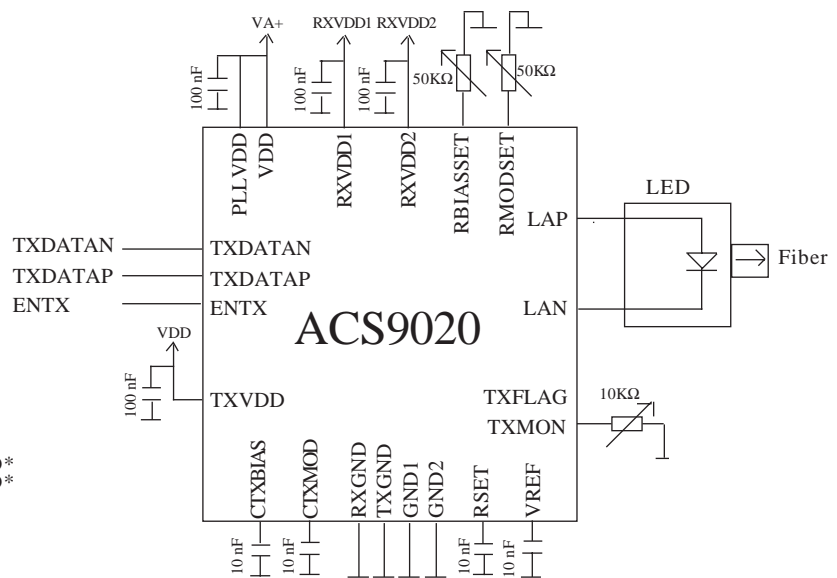 VA+ RXVDD1 RXVDD2
100 nF
100 nF
100 nF
50KΩ
50KΩ
PLLVDD
VDD
RXVDD1
RXVDD2
RBIASSET
RMODSET
LED
LAP
TXDATAN TXDATAN
TXDATAP TXDATAP
Fiber
ENTX ENTX
LAN
ACS9020
VDD
100 nF
TXVDD
TXFLAG
10KΩ
TXMON
)*
)*
CTXBIAS
CTXMOD
RXGND
TXGND
GND1
GND2
RSET
VREF
10 nF
10 nF
10 nF
10 nF